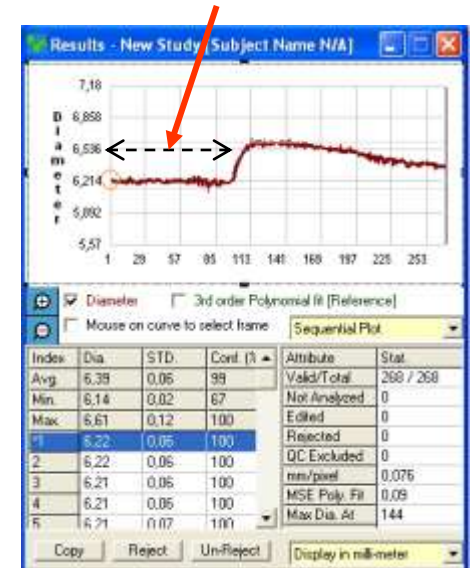 Results - New Study [Subject Name N/A]
7,18
6,858
6,536
6,214
5,892
5,57
Diameter
1 29 57 85 113 141 169 197 225 253
Diameter 3rd order Polynomial fit [Reference]
Mouse on curve to select frame Sequential Plot
Index Dia. STD. Conf. (%
Avg. 6,39 0,06 99
Min. 6,14 0,02 67
Max. 6,61 0,12 100
*1 6,22 0,06 100
2 6,22 0,06 100
3 6,21 0,06 100
4 6,21 0,06 100
5 6,21 0,07 100
Attribute Stat.
Valid/Total 268 / 268
Not Analyzed 0
Edited 0
Rejected 0
QC Excluded 0
mm/pixel 0,076
MSE Poly. Fit 0,09
Max Dia. At 144
Copy Reject Un-Reject Display in milli-meter